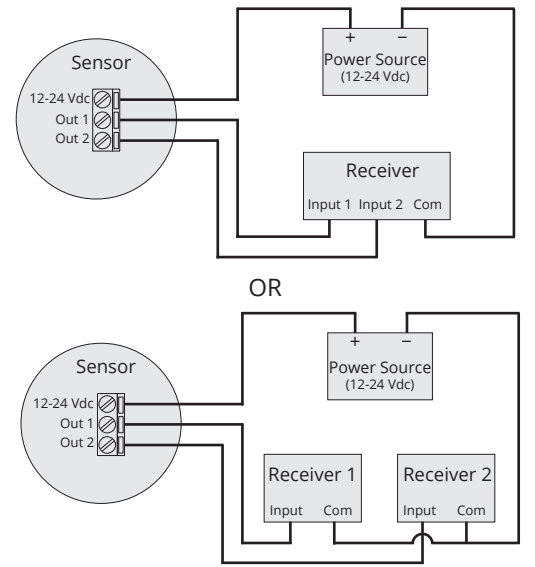 + −
Power Source
(12-24 Vdc)
Sensor
12-24 Vdc
Out 1
Out 2
Receiver
Input 1 Input 2 Com
OR
+ −
Power Source
(12-24 Vdc)
Sensor
12-24 Vdc
Out 1
Out 2
Receiver 1
Input Com
Receiver 2
Input Com